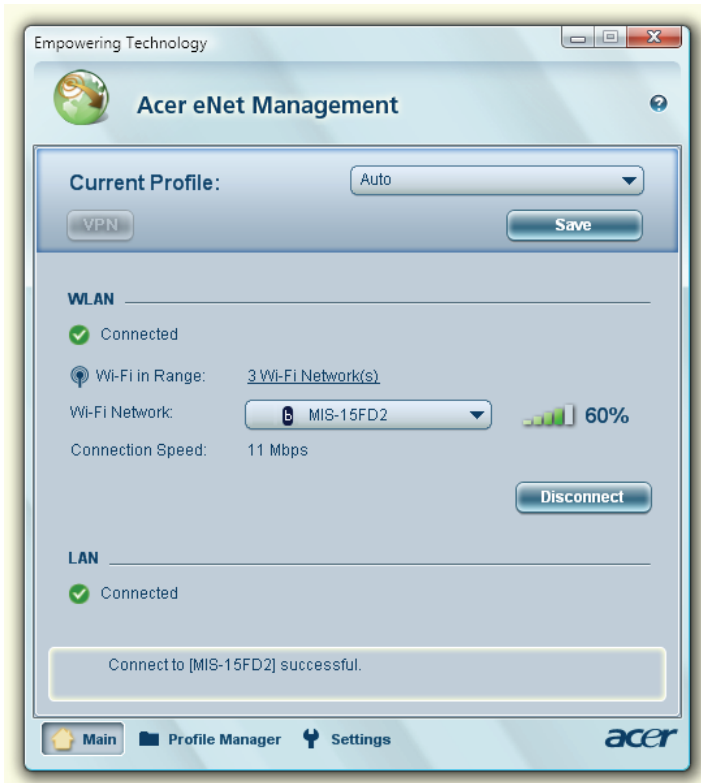 Empowering Technology
Acer eNet Management
Current Profile: Auto
VPN Save
WLAN
Connected
Wi-Fi in Range: 3 Wi-Fi Network(s)
Wi-Fi Network: b MIS-15FD2 60%
Connection Speed: 11 Mbps
Disconnect
LAN
Connected
Connect to [MIS-15FD2] successful.
Main Profile Manager Settings acer